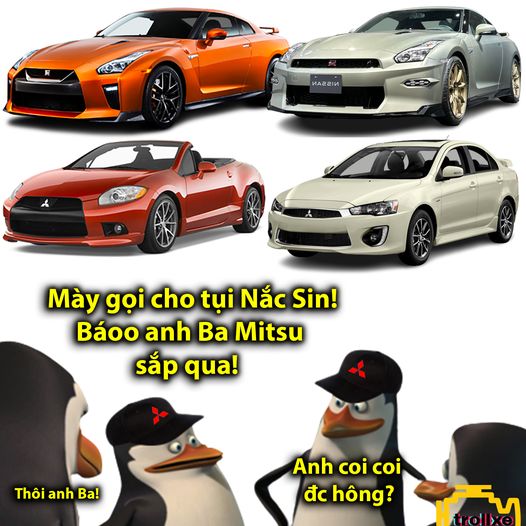 NISSAN
Mày gọi cho tụi Nắc Sin!
Báoo anh Ba Mitsu
sắp qua!
Thôi anh Ba!
Anh coi coi
đc hông?
trollxe